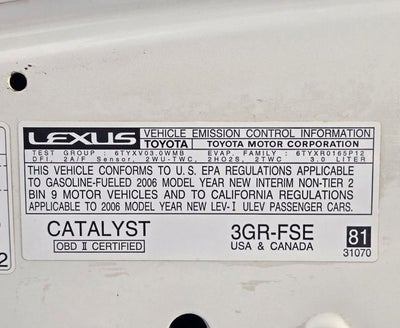 LEXUS VEHICLE EMISSION CONTROL INFORMATION
TOYOTA TOYOTA MOTOR CORPORATION
TEST GROUP : 6TYXV03.0WMB EVAP. FAMILY : 6TYXR0165P12
DFI, 2A/F Sensor, 2WU-TWC, 2HO2S, 2TWC 3.0 LITER
THIS VEHICLE CONFORMS TO U.S. EPA REGULATIONS APPLICABLE
TO GASOLINE-FUELED 2006 MODEL YEAR NEW INTERIM NON-TIER 2
BIN 9 MOTOR VEHICLES AND TO CALIFORNIA REGULATIONS
APPLICABLE TO 2006 MODEL YEAR NEW LEV-I ULEV PASSENGER CARS.
CATALYST 3GR-FSE 81
OBD II CERTIFIED USA & CANADA 31070
2